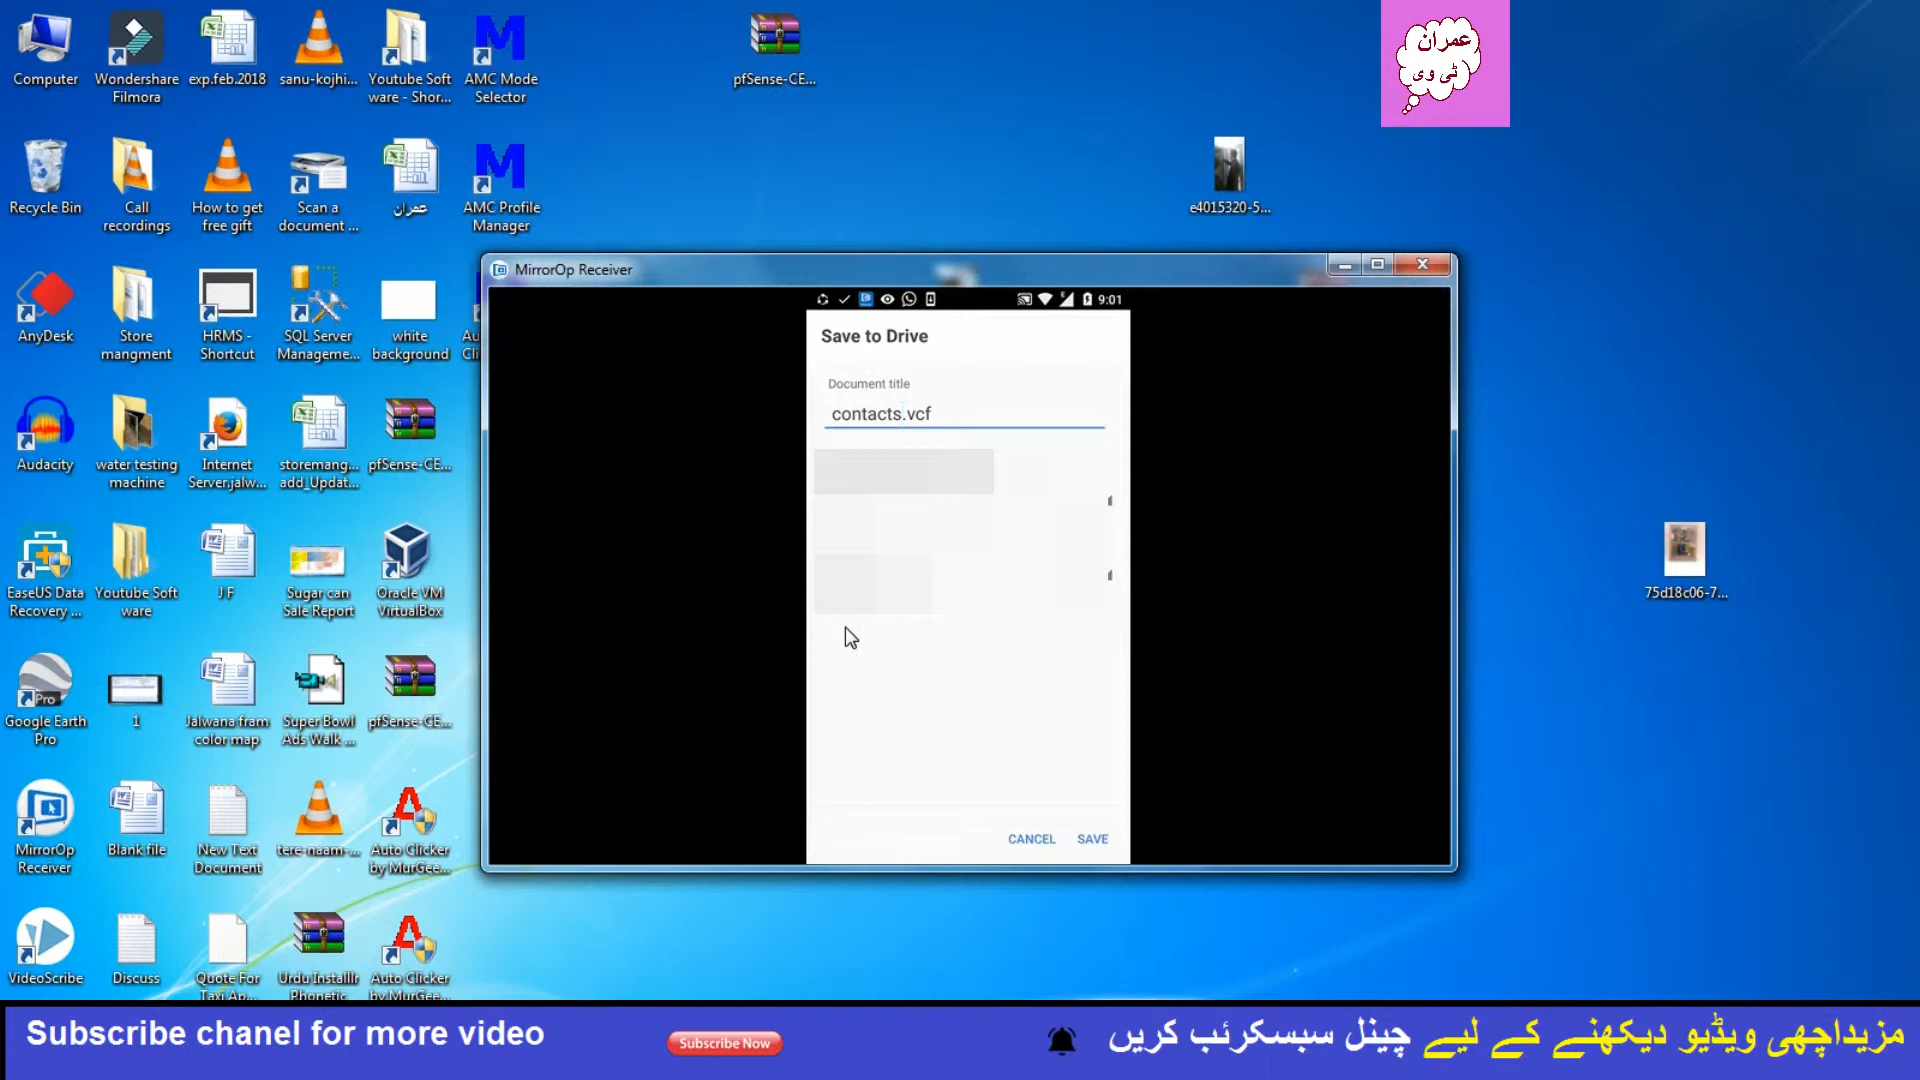 Computer
Wondershare
Filmora
exp.feb.2018
sanu-kojhi...
Youtube Soft
ware - Shor...
AMC Mode
Selector
pfSense-CE...
عمران
ٹی وی
Recycle Bin
Call
recordings
How to get
free gift
Scan a
document ...
عمران
AMC Profile
Manager
e4015320-5...
AnyDesk
Store
mangment
HRMS -
Shortcut
SQL Server
Manageme...
white
background
MirrorOp Receiver
9:01
Save to Drive
Document title
contacts.vcf
CANCEL
SAVE
Audacity
water testing
machine
Internet
Server.jalw...
storemang...
add_Updat...
pfSense-CE...
EaseUS Data
Recovery ...
Youtube Soft
ware
J F
Sugar can
Sale Report
Oracle VM
VirtualBox
75d18c06-7...
Google Earth
Pro
1
Jalwana fram
color map
Super Bowl
Ads Walk ...
pfSense-CE...
MirrorOp
Receiver
Blank file
New Text
Document
tere-naam-...
Auto Clicker
by MurGee...
VideoScribe
Discuss
Quote For
Taxi Ap...
Urdu Installr
Phonetic
Auto Clicker
by MurGee...
Subscribe chanel for more video
Subscribe Now
مزیداچھی ویڈیو دیکھنے کے لیے چینل سبسکرئب کریں